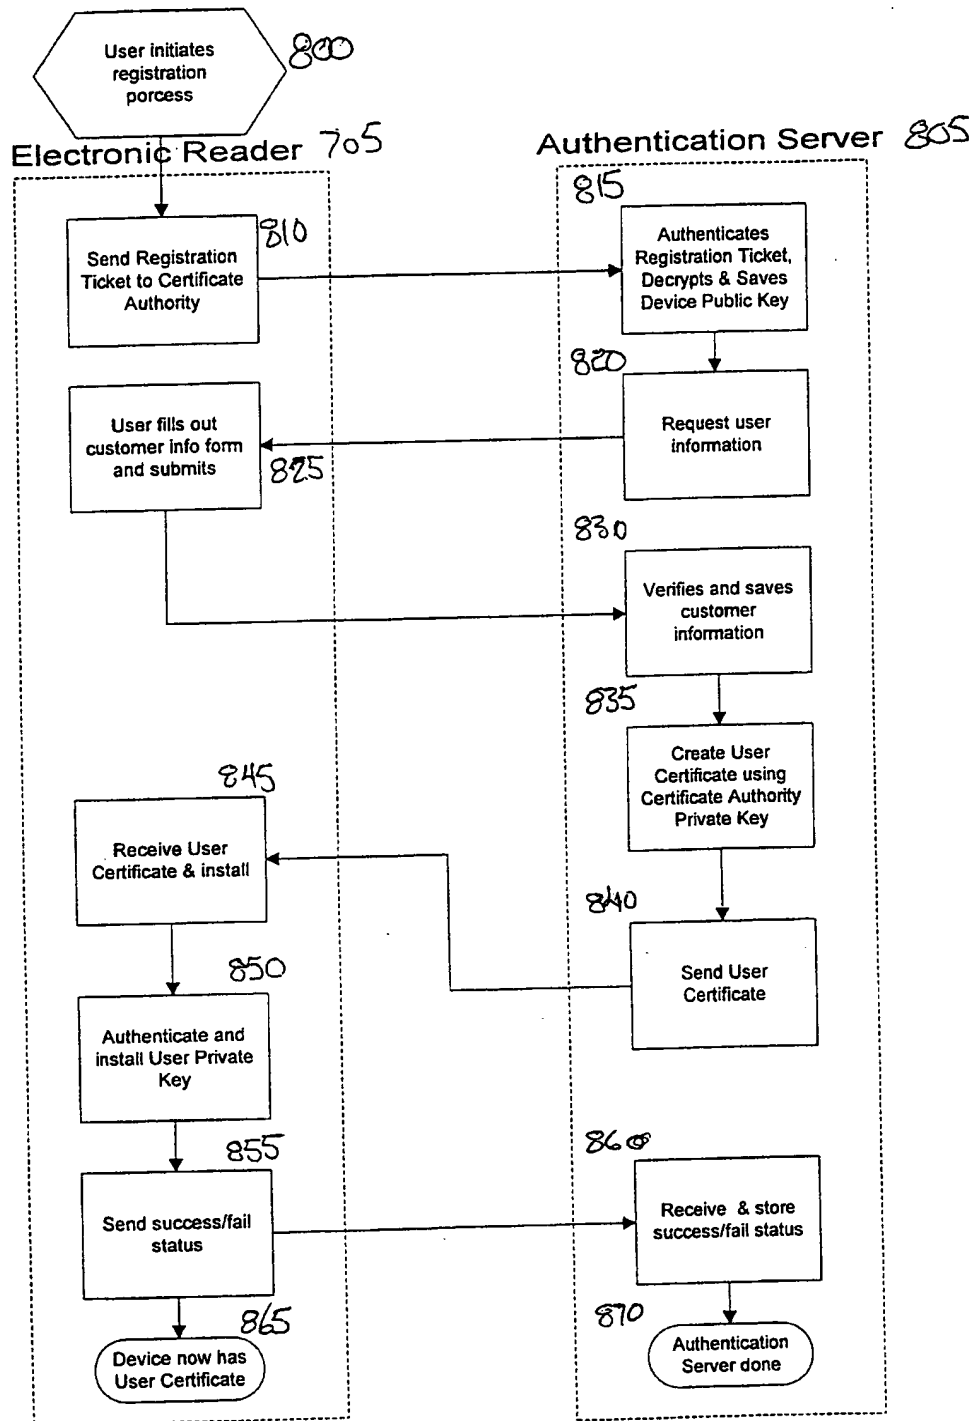 User initiates
registration
porcess
800
Electronic Reader 705
Authentication Server 805
810
Send Registration
Ticket to Certificate
Authority
815
Authenticates
Registration Ticket,
Decrypts & Saves
Device Public Key
820
Request user
information
User fills out
customer info form
and submits
825
830
Verifies and saves
customer
information
835
Create User
Certificate using
Certificate Authority
Private Key
840
Send User
Certificate
845
Receive User
Certificate & install
850
Authenticate and
install User Private
Key
855
Send success/fail
status
860
Receive & store
success/fail status
865
Device now has
User Certificate
870
Authentication
Server done